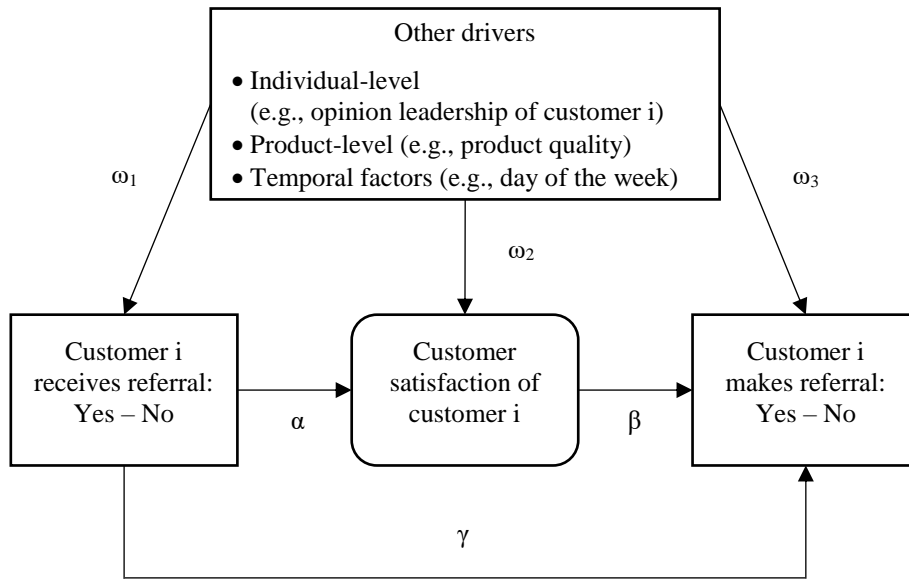 Other drivers
• Individual-level
(e.g., opinion leadership of customer i)
• Product-level (e.g., product quality)
• Temporal factors (e.g., day of the week)
ω1
ω3
ω2
Customer i
receives referral:
Yes – No
Customer
satisfaction of
customer i
Customer i
makes referral:
Yes – No
α
β
γ